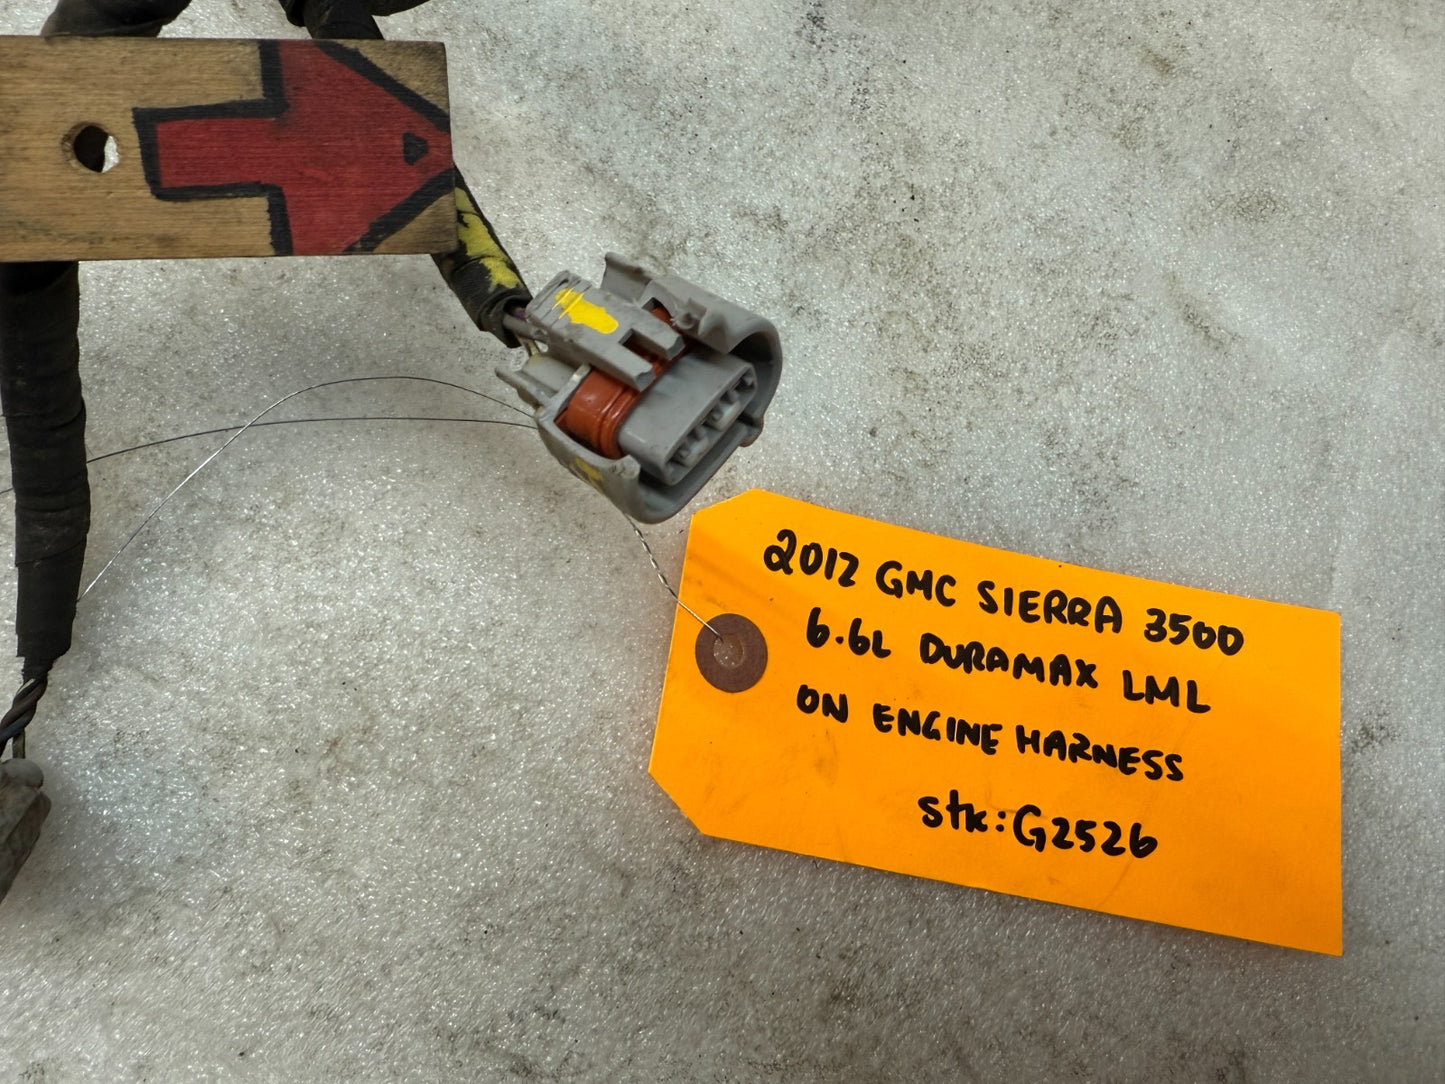 2012 GMC SIERRA 3500
6.6L DURAMAX LML
ON ENGINE HARNESS
stk: G2526